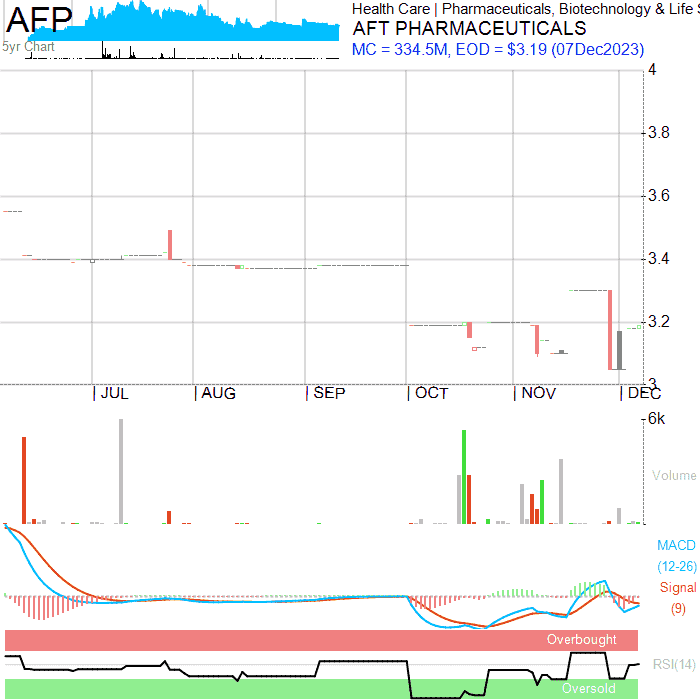 AFP
5yr Chart
Health Care | Pharmaceuticals, Biotechnology & Life
AFT PHARMACEUTICALS
MC = 334.5M, EOD = $3.19 (07Dec2023)
4
3.8
3.6
3.4
3.2
3
| JUL | AUG | SEP | OCT | NOV | DEC
6k
Volume
MACD
(12-26)
Signal
(9)
Overbought
RSI(14)
Oversold